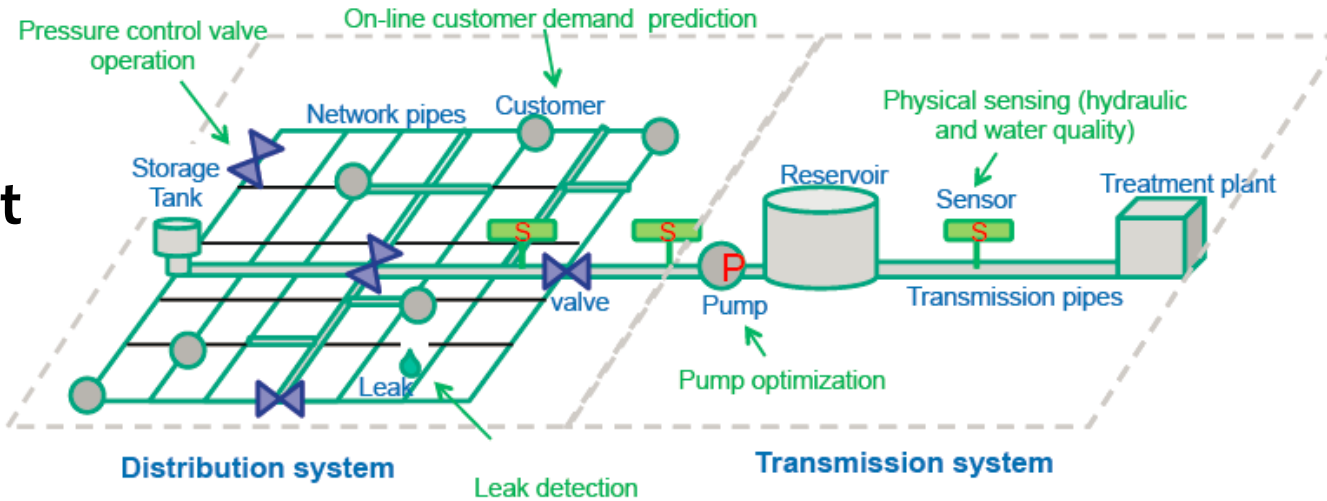 On-line customer demand prediction
Pressure control valve
operation
Physical sensing (hydraulic
and water quality)
Network pipes
Customer
Storage
Tank
t
Reservoir
Sensor
Treatment plant
S
S
S
P
valve
Pump
Transmission pipes
Leak
Pump optimization
Distribution system
Transmission system
Leak detection